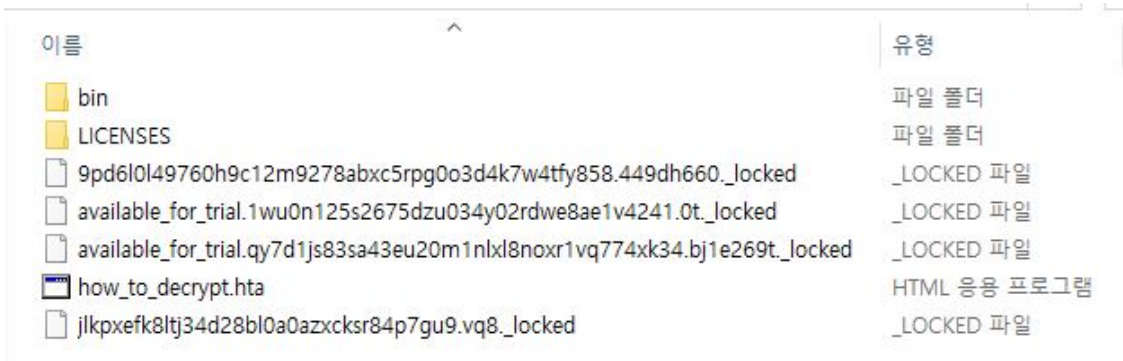 이름 유형
bin 파일 폴더
LICENSES 파일 폴더
9pd6l0l49760h9c12m9278abxc5rpg0o3d4k7w4tfy858.449dh660._locked _LOCKED 파일
available_for_trial.1wu0n125s2675dzu034y02rdwe8ae1v4241.0t._locked _LOCKED 파일
available_for_trial.qy7d1js83sa43eu20m1nlxl8noxr1vq774xk34.bj1e269t._locked _LOCKED 파일
how_to_decrypt.hta HTML 응용 프로그램
jlkpxefk8ltj34d28bl0a0azxcksr84p7gu9.vq8._locked _LOCKED 파일